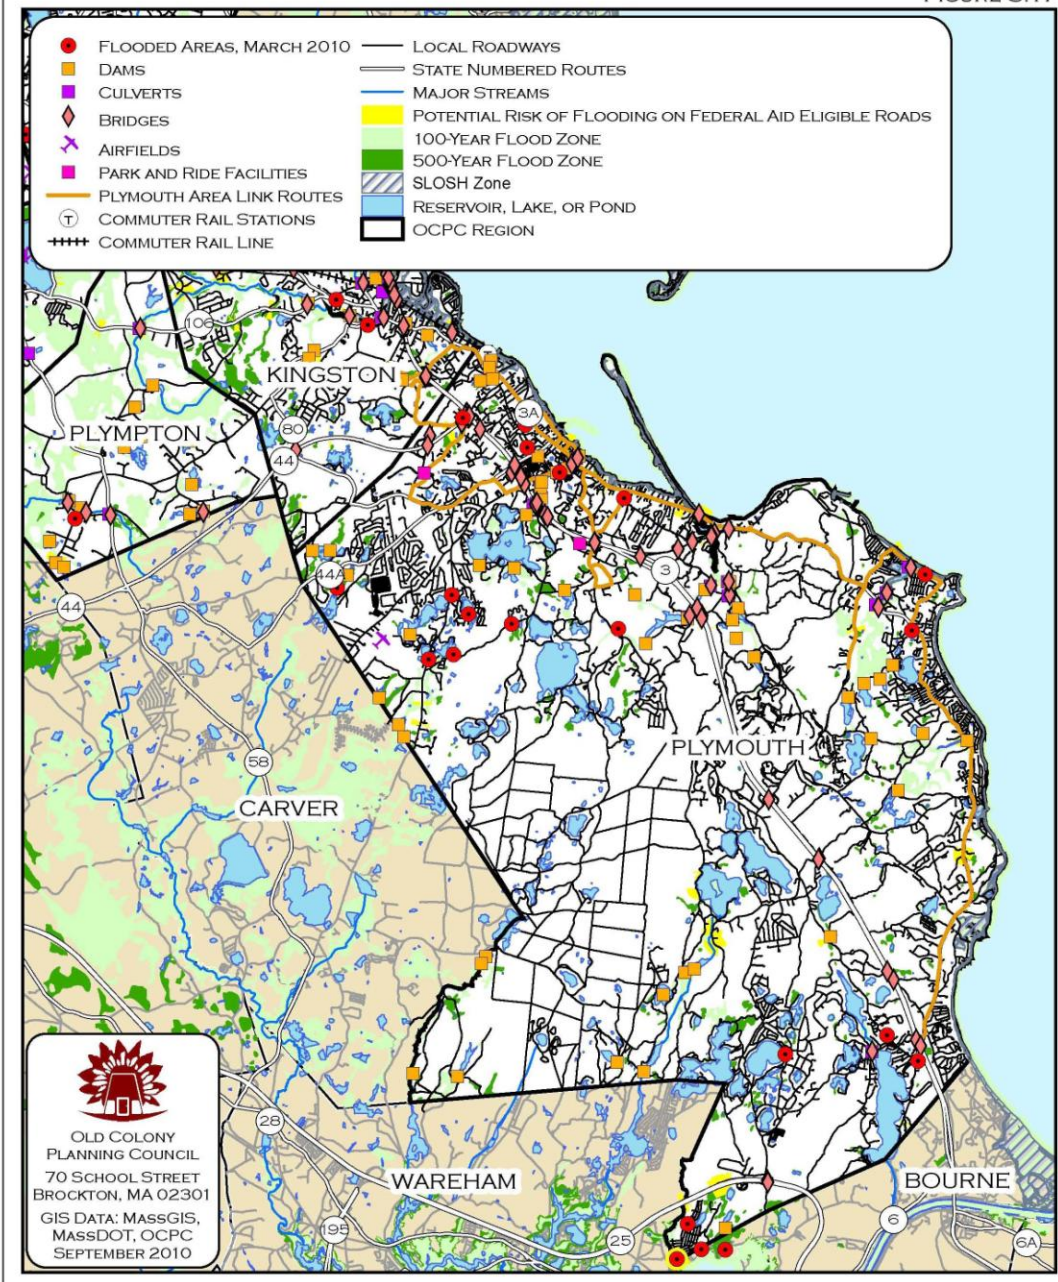 FLOODED AREAS, MARCH 2010
DAMS
CULVERTS
BRIDGES
AIRFIELDS
PARK AND RIDE FACILITIES
PLYMOUTH AREA LINK ROUTES
T COMMUTER RAIL STATIONS
COMMUTER RAIL LINE
LOCAL ROADWAYS
STATE NUMBERED ROUTES
MAJOR STREAMS
POTENTIAL RISK OF FLOODING ON FEDERAL AID ELIGIBLE ROADS
100-YEAR FLOOD ZONE
500-YEAR FLOOD ZONE
SLOSH Zone
RESERVOIR, LAKE, OR POND
OCPC REGION
106
KINGSTON
3A
80
PLYMPTON
44
44A
3
44
PLYMOUTH
58
CARVER
28
WAREHAM
BOURNE
195
25
6
6A
OLD COLONY
PLANNING COUNCIL
70 SCHOOL STREET
BROCKTON, MA 02301
GIS DATA: MASSGIS,
MASSDOT, OCPC
SEPTEMBER 2010